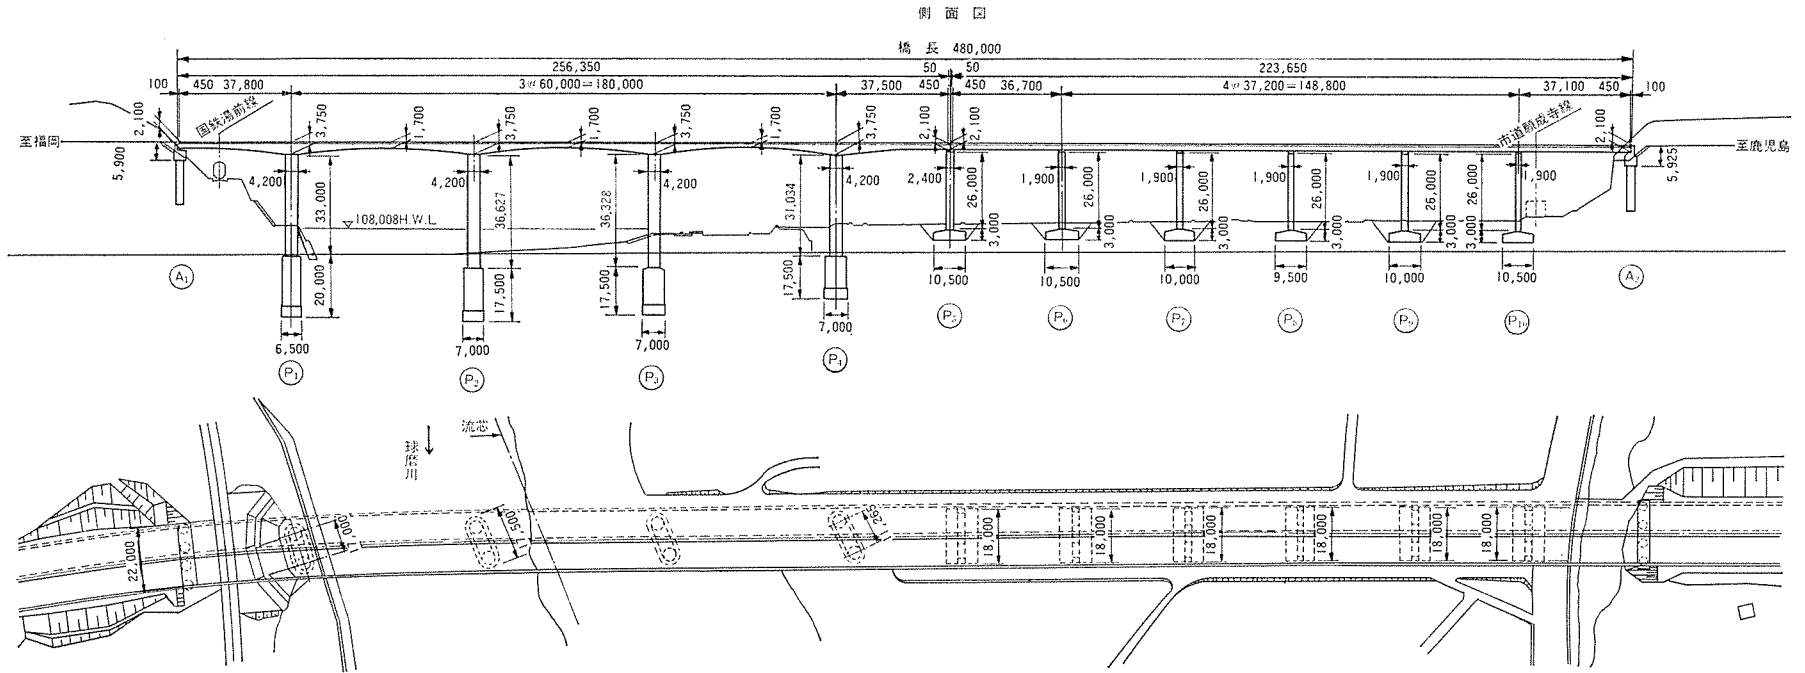 側面図
橋長 480,000
256,350 50 50 223,650
100 450 37,800 3@60,000=180,000 37,500 450 450 36,700 4@37,200=148,800 37,100 450 100
国鉄湯前線
市道願成寺線
2,100 3,750 1,700 3,750 1,700 3,750 1,700 3,750 2,100 2,100 2,100
至福岡
至鹿児島
5,900 5,925
4,200 4,200 4,200 4,200 2,400 1,900 1,900 1,900 1,900 1,900
33,000 36,627 36,328 31,034 26,000 26,000 26,000 26,000 26,000 26,000
108,008H.W.L
3,000 3,000 3,000 3,000 3,000 3,000
20,000 17,500 17,500 17,500
10,500 10,500 10,000 9,500 10,000 10,500
6,500 7,000 7,000 7,000
A1 P1 P2 P3 P4 P5 P6 P7 P8 P9 P10 A2
球磨川
流芯
22,000 18,000 18,000 18,000 18,000 18,000 18,000